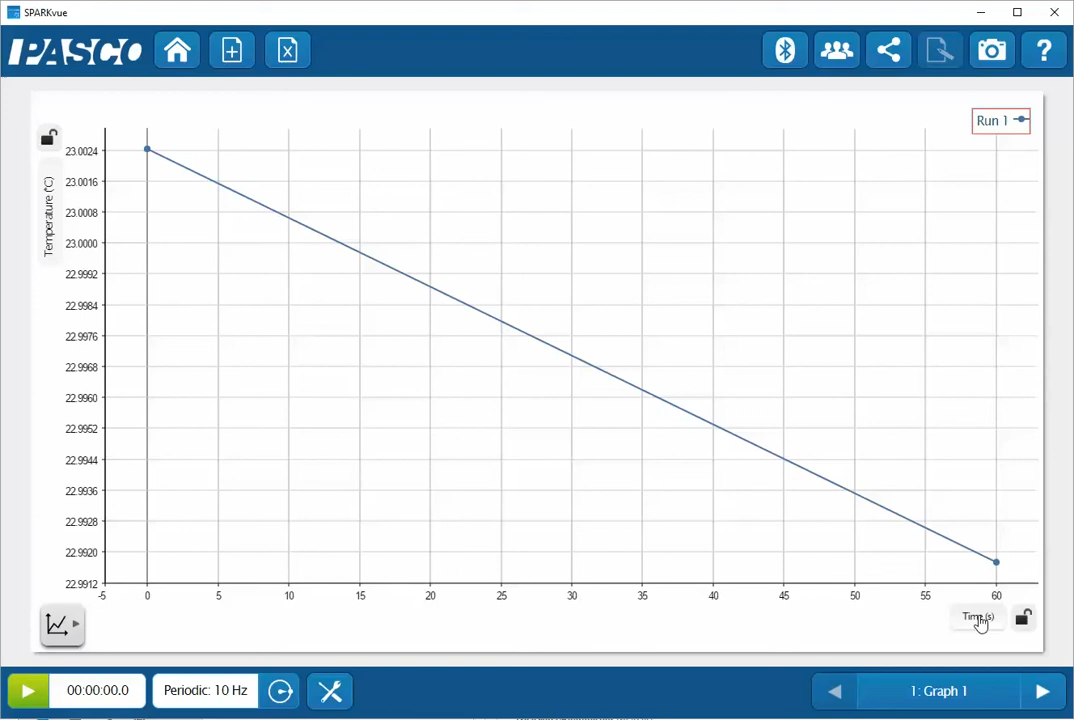 SPARKvue
PASCO
Run 1
Temperature (°C)
23.0024
23.0016
23.0008
23.0000
22.9992
22.9984
22.9976
22.9968
22.9960
22.9952
22.9944
22.9936
22.9928
22.9920
22.9912
-5 0 5 10 15 20 25 30 35 40 45 50 55 60
Time (s)
00:00:00.0 Periodic: 10 Hz 1: Graph 1